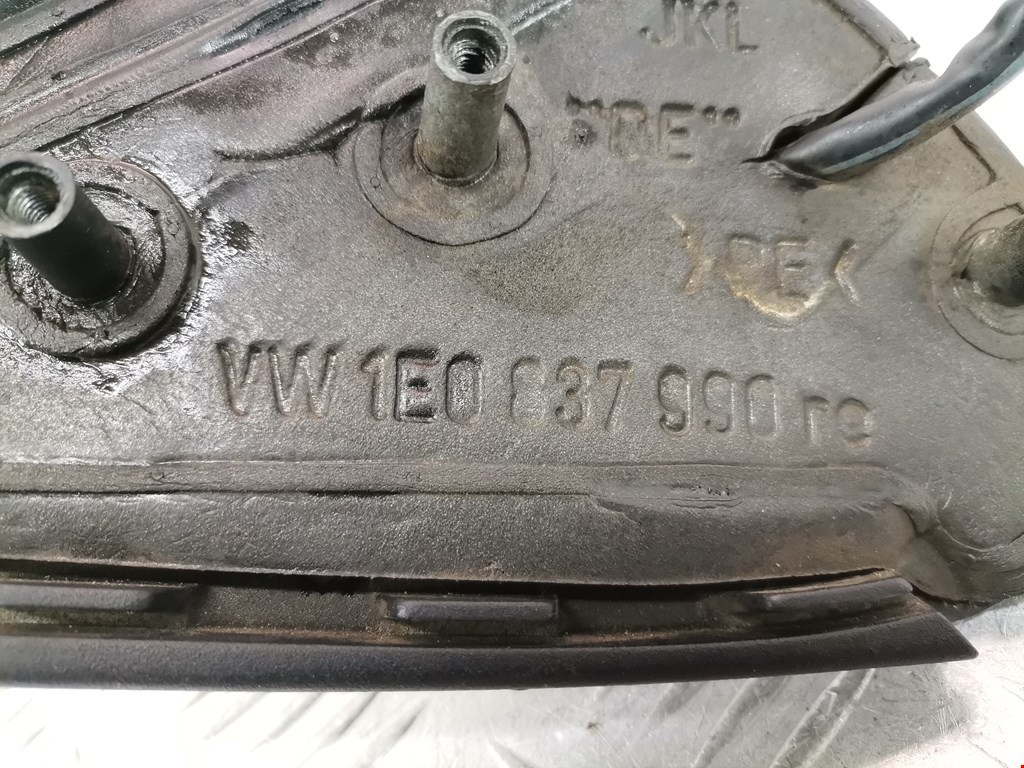 JKL
"RE"
>PE<
VW 1E0 837 990 re